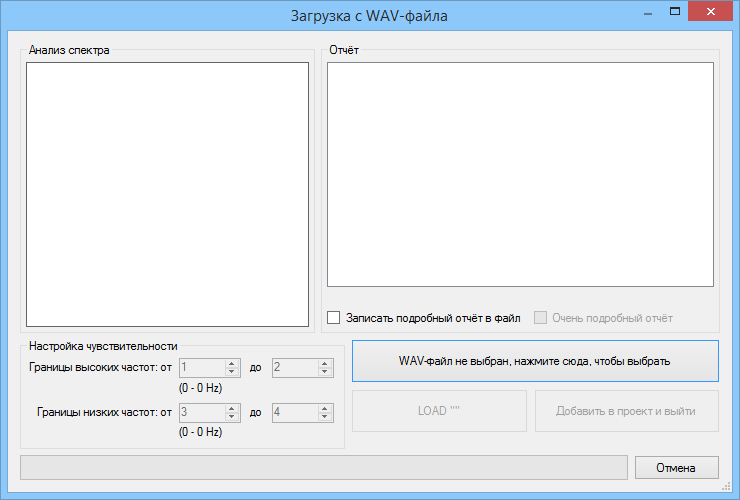 Загрузка с WAV-файла
Анализ спектра
Отчёт
Записать подробный отчёт в файл
Очень подробный отчёт
Настройка чувствительности
Границы высоких частот: от 1 до 2
(0 - 0 Hz)
Границы низких частот: от 3 до 4
(0 - 0 Hz)
WAV-файл не выбран, нажмите сюда, чтобы выбрать
LOAD ""
Добавить в проект и выйти
Отмена